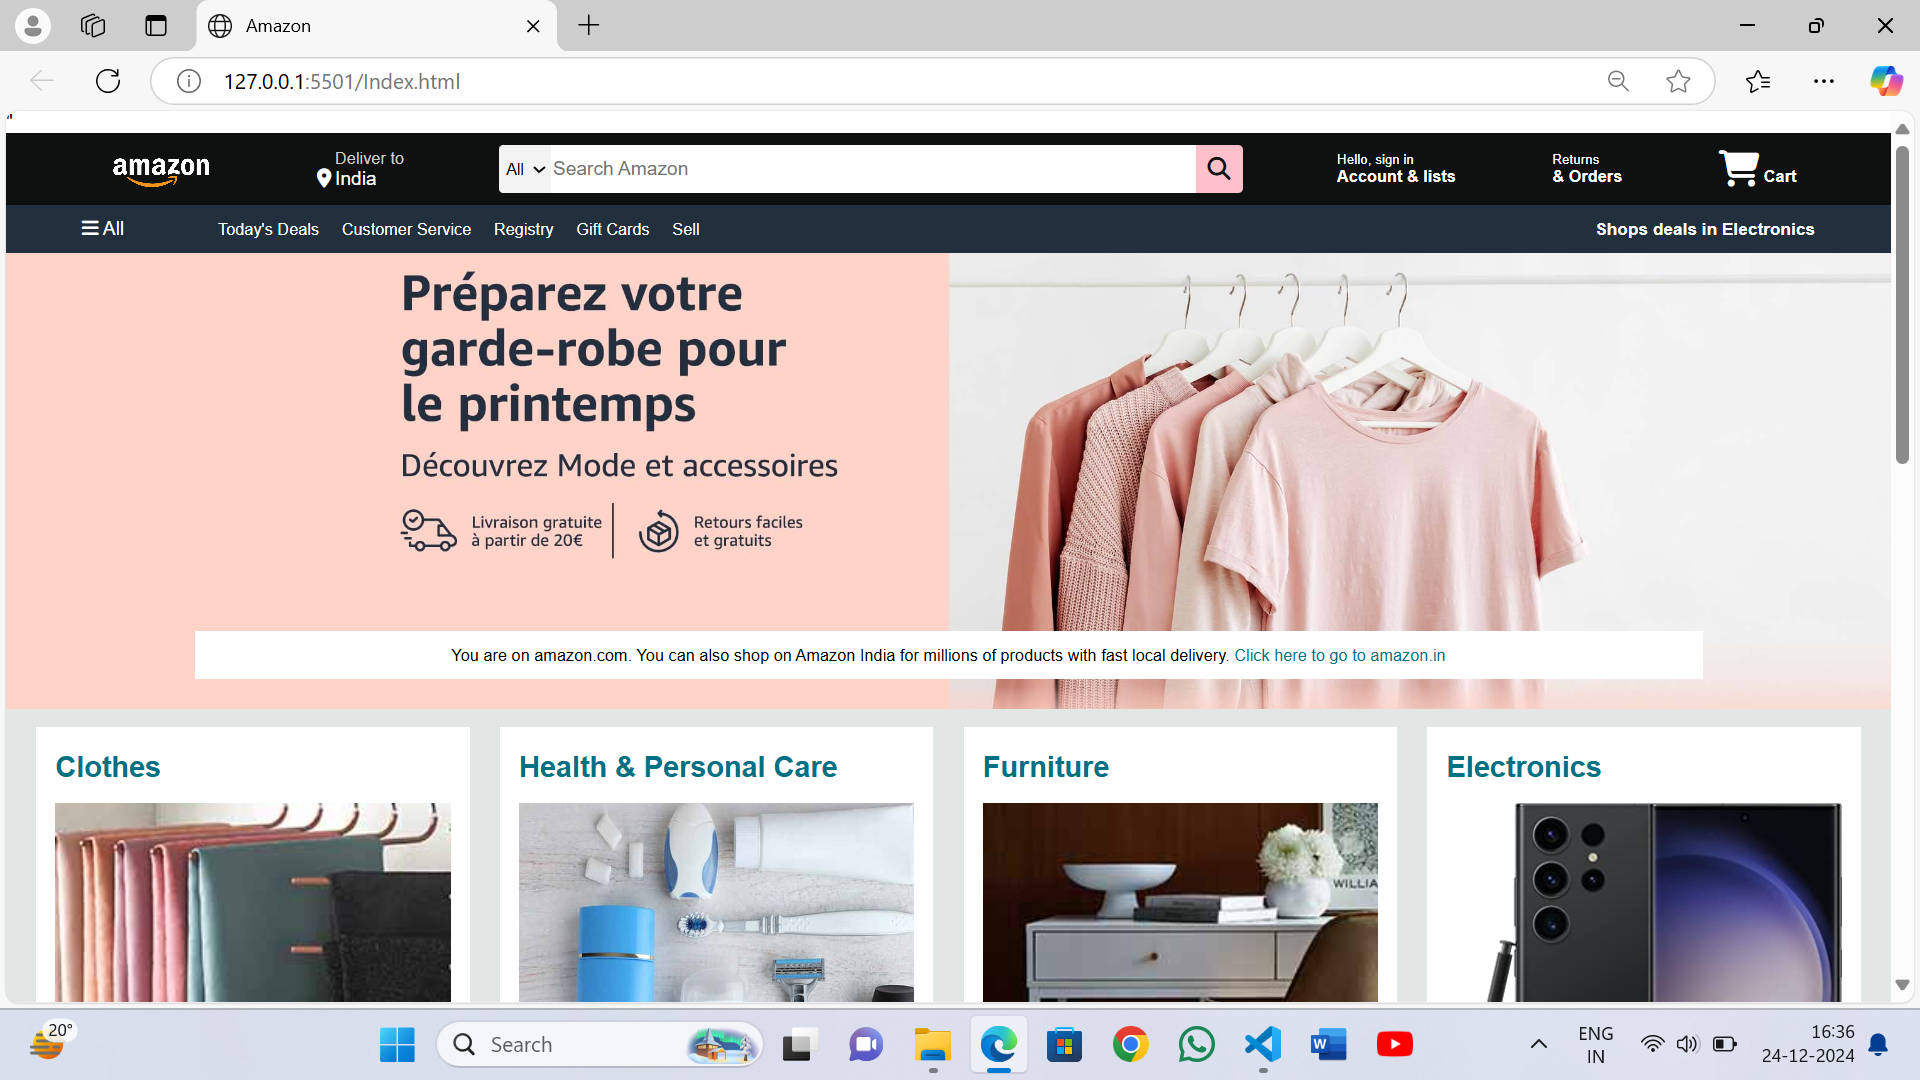 Amazon
127.0.0.1:5501/Index.html
"
amazon
Deliver to
India
All
Search Amazon
Hello, sign in
Account & lists
Returns
& Orders
Cart
All
Today's Deals
Customer Service
Registry
Gift Cards
Sell
Shops deals in Electronics
Préparez votre
garde-robe pour
le printemps
Découvrez Mode et accessoires
Livraison gratuite
à partir de 20€
Retours faciles
et gratuits
You are on amazon.com. You can also shop on Amazon India for millions of products with fast local delivery. Click here to go to amazon.in
Clothes
Health & Personal Care
Furniture
Electronics
WILLIA
20°
Search
W
ENG
IN
16:36
24-12-2024